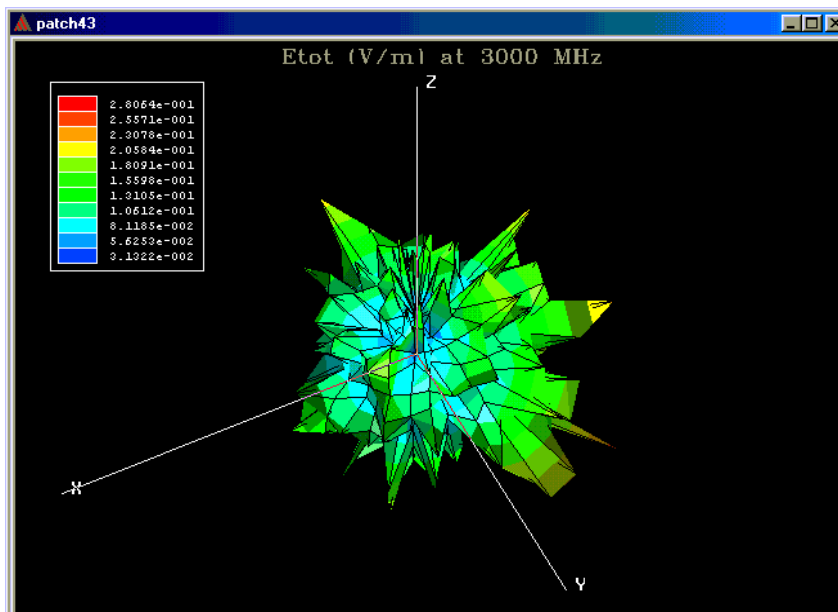 patch43
Etot (V/m) at 3000 MHz
Z
2.8064e-001
2.5571e-001
2.3078e-001
2.0584e-001
1.8091e-001
1.5598e-001
1.3105e-001
1.0612e-001
8.1185e-002
5.6253e-002
3.1322e-002
X
Y